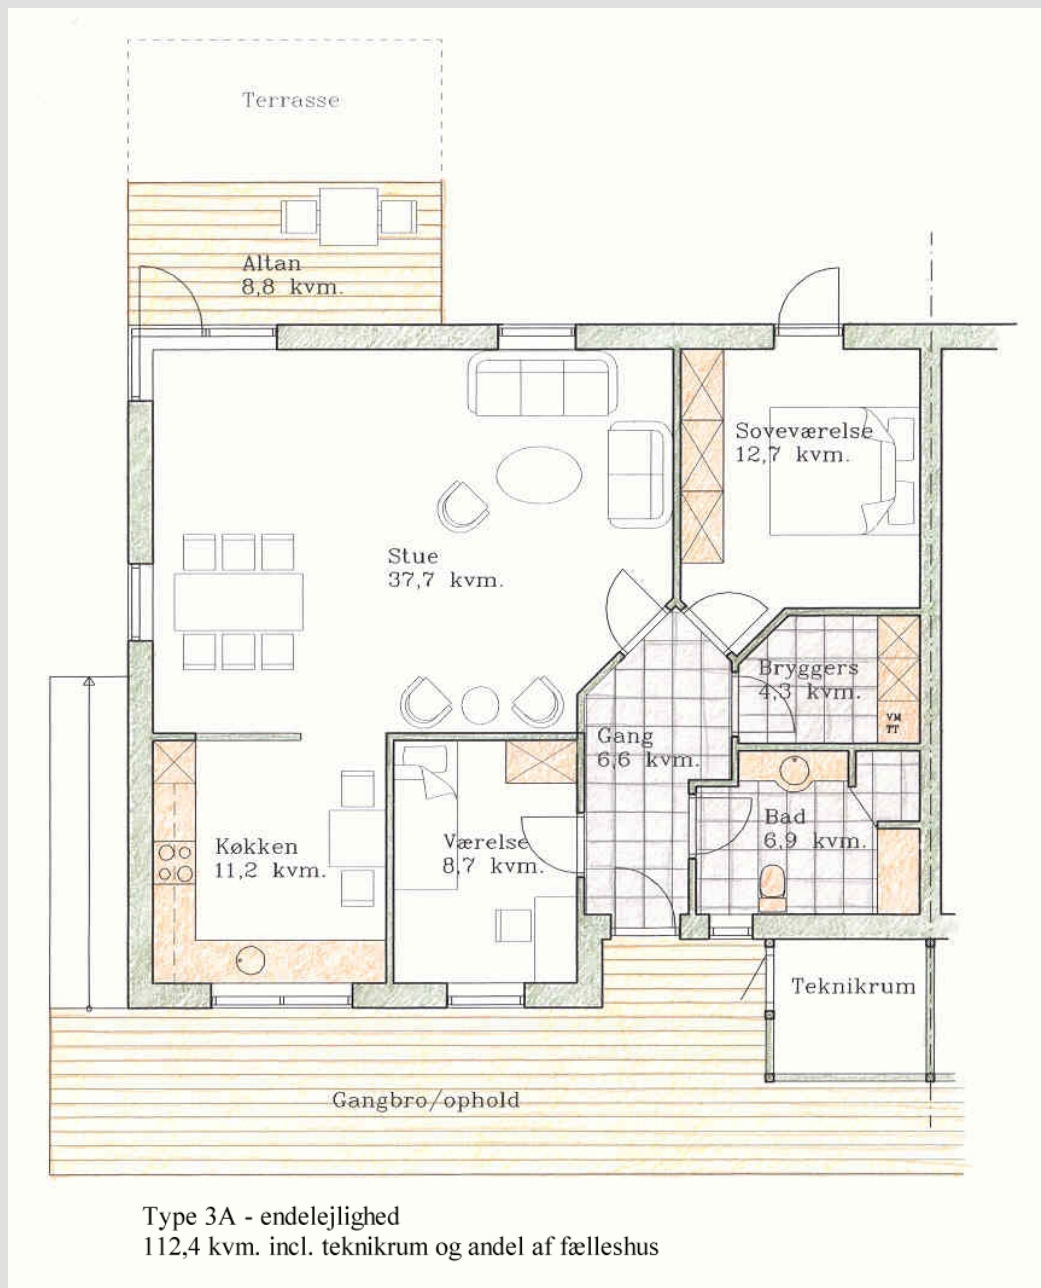 Terrasse
Altan
8,8 kvm.
Soveværelse
12,7 kvm.
Stue
37,7 kvm.
Bryggers
4,3 kvm.
VM
TT
Gang
6,6 kvm.
Køkken
11,2 kvm.
Værelse
8,7 kvm.
Bad
6,9 kvm.
Teknikrum
Gangbro/ophold
Type 3A - endelejlighed
112,4 kvm. incl. teknikrum og andel af fælleshus